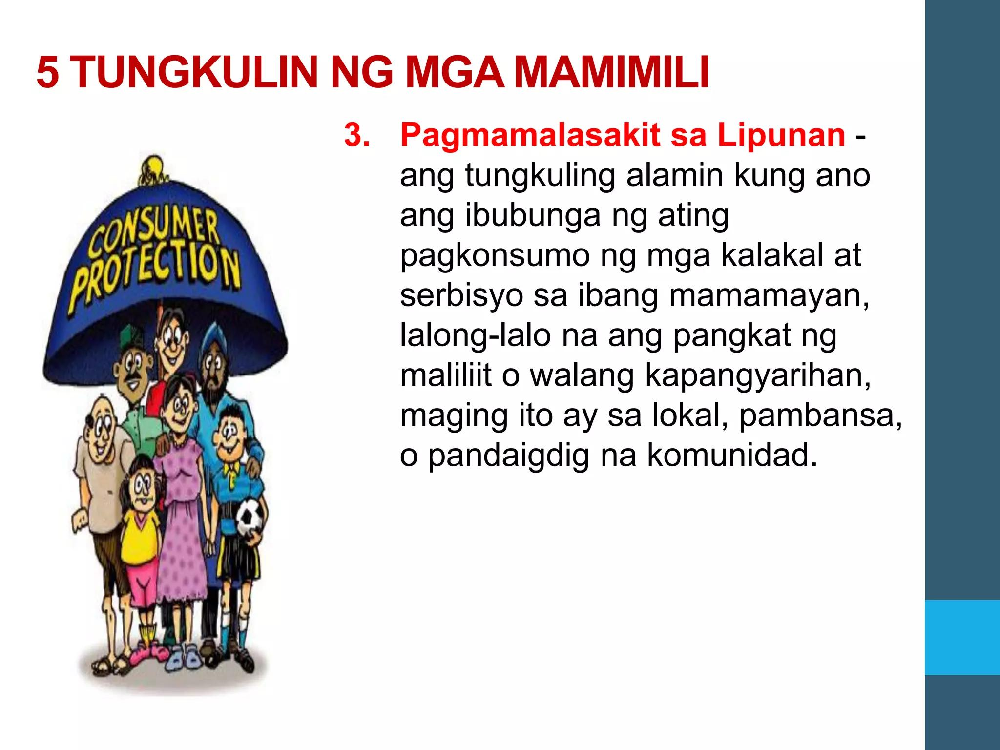 5 TUNGKULIN NG MGA MAMIMILI
3. Pagmamalasakit sa Lipunan -
ang tungkuling alamin kung ano
ang ibubunga ng ating
pagkonsumo ng mga kalakal at
serbisyo sa ibang mamamayan,
lalong-lalo na ang pangkat ng
maliliit o walang kapangyarihan,
maging ito ay sa lokal, pambansa,
o pandaigdig na komunidad.
CONSUMER
PROTECTION